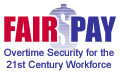 FAIR PAY
Overtime Security for the
21st Century Workforce